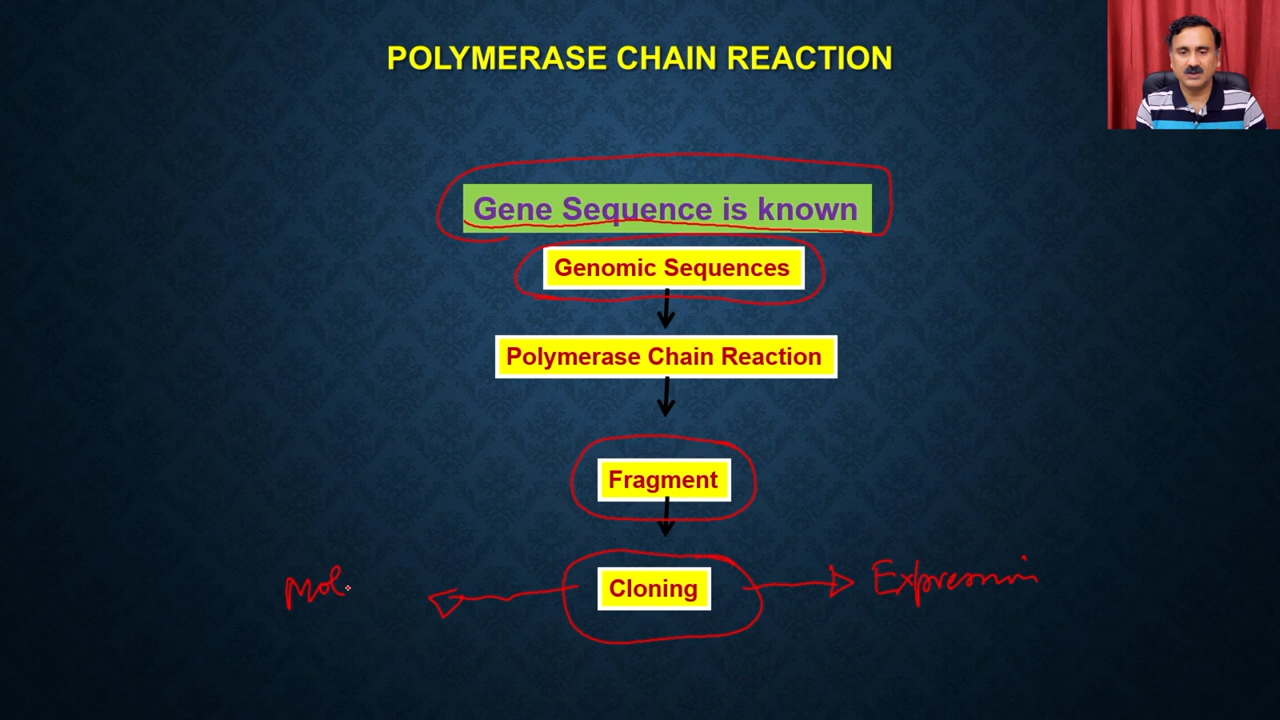 POLYMERASE CHAIN REACTION
Gene Sequence is known
Genomic Sequences
Polymerase Chain Reaction
Fragment
Cloning
Mol
Expression